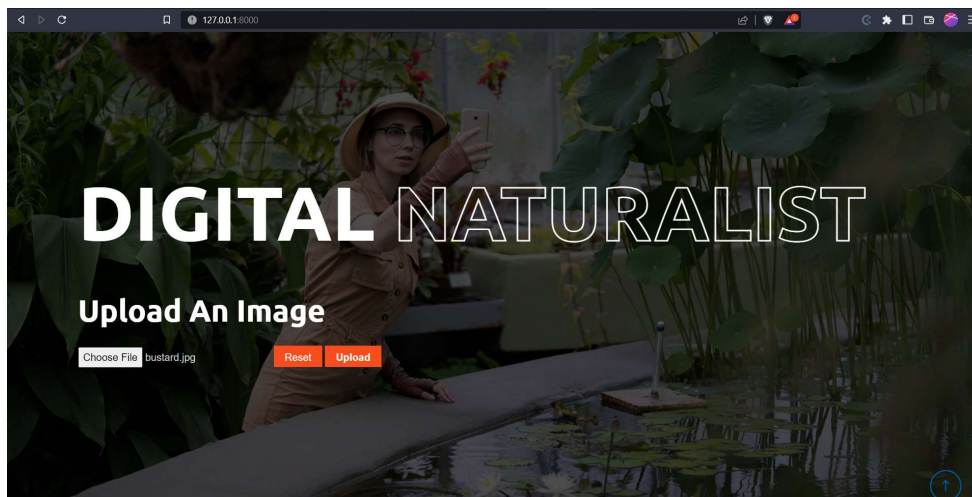 127.0.0.1:8000
DIGITAL NATURALIST
Upload An Image
Choose File bustard.jpg Reset Upload